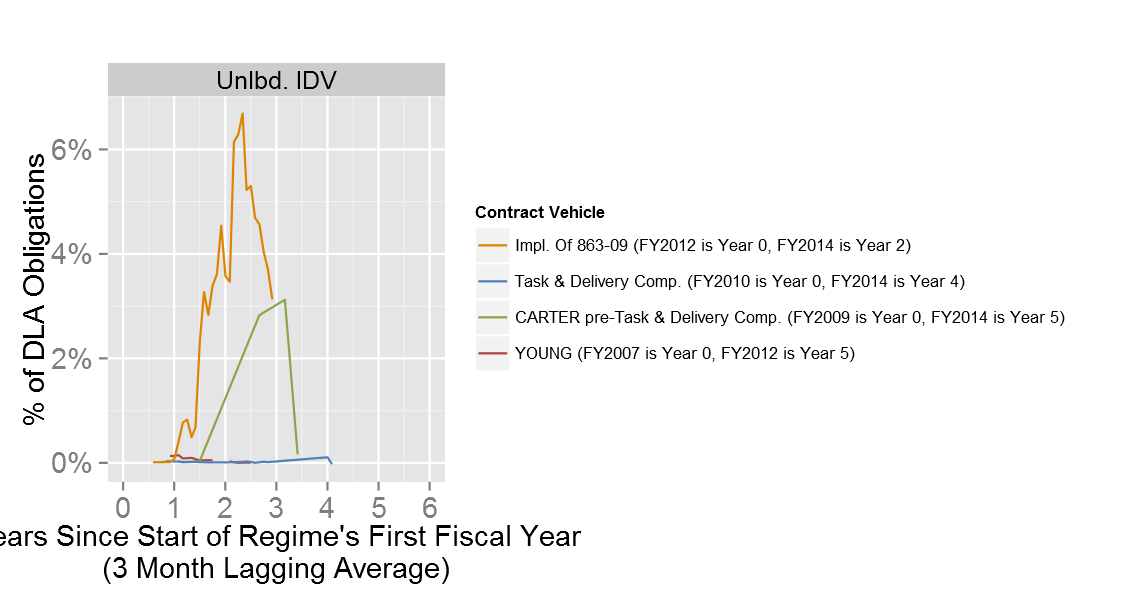 Unlbd. IDV
% of DLA Obligations
6%
4%
2%
0%
0 1 2 3 4 5 6
ears Since Start of Regime's First Fiscal Year
(3 Month Lagging Average)
Contract Vehicle
Impl. Of 863-09 (FY2012 is Year 0, FY2014 is Year 2)
Task & Delivery Comp. (FY2010 is Year 0, FY2014 is Year 4)
CARTER pre-Task & Delivery Comp. (FY2009 is Year 0, FY2014 is Year 5)
YOUNG (FY2007 is Year 0, FY2012 is Year 5)